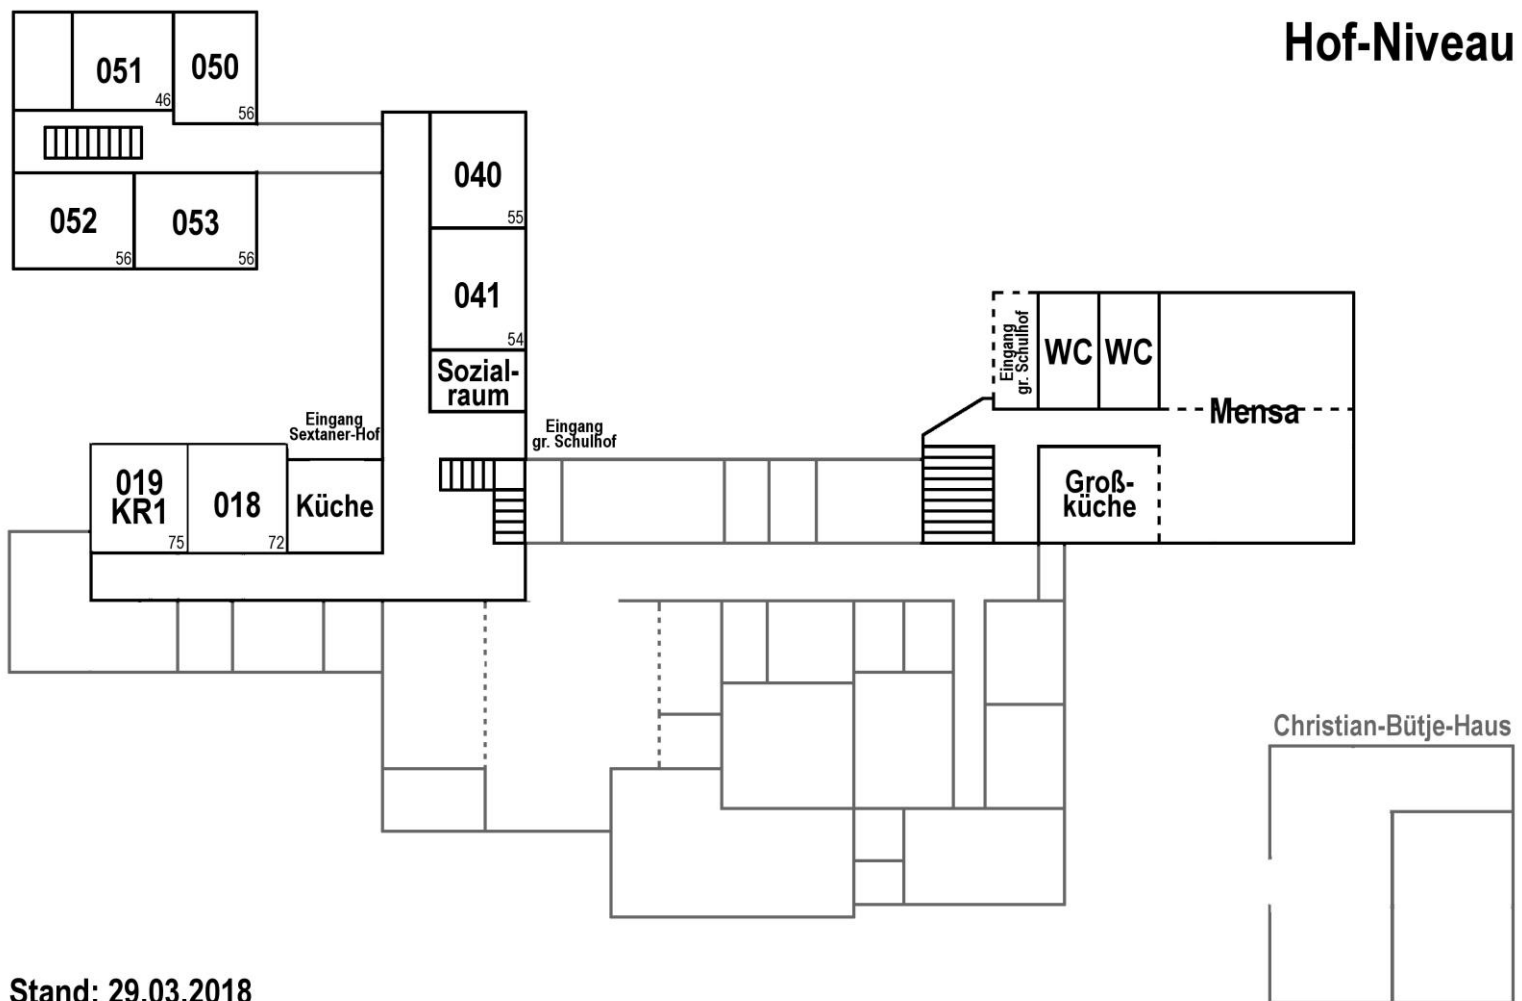 Hof-Niveau
051
46
050
56
052
56
053
56
040
55
041
54
Sozial-
raum
Eingang
Sextaner-Hof
Eingang
gr. Schulhof
019
KR1
75
018
72
Küche
Eingang
gr. Schulhof
WC
WC
Mensa
Groß-
küche
Christian-Bütje-Haus
Stand: 29.03.2018